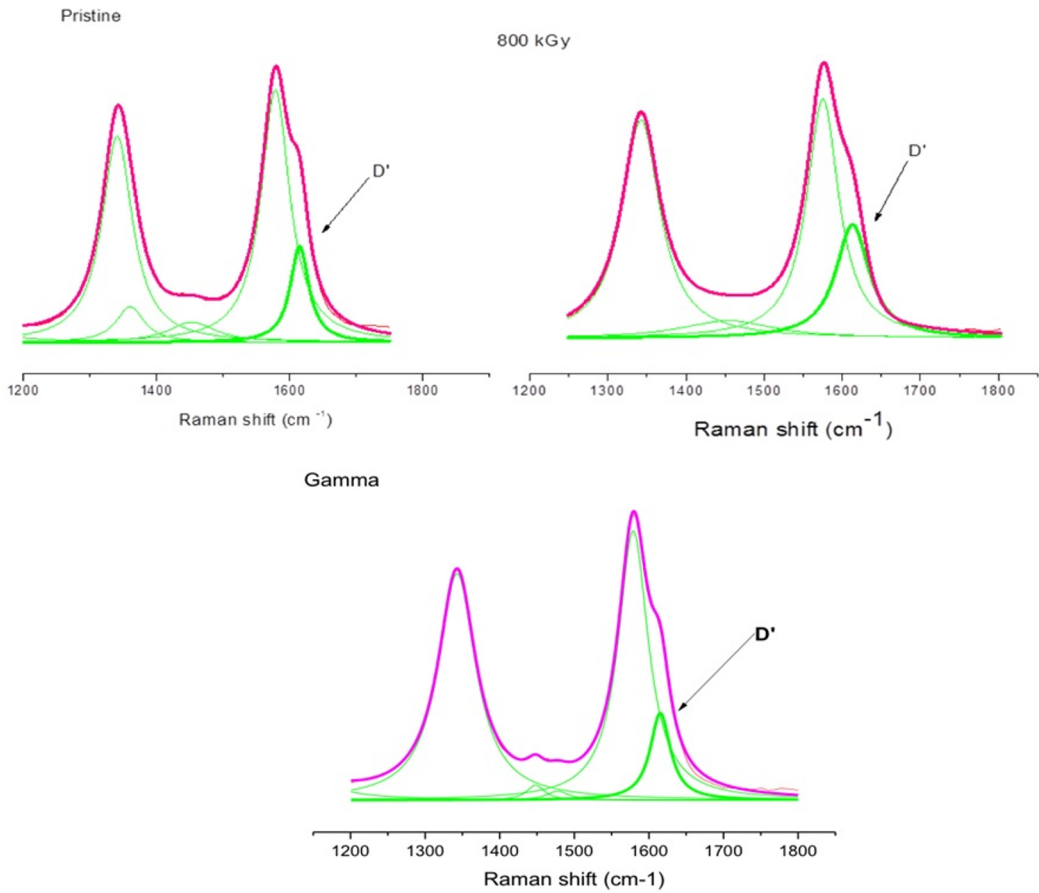 Pristine
800 kGy
D'
D'
1200 1400 1600 1800
1200 1300 1400 1500 1600 1700 1800
Raman shift (cm -1)
Raman shift (cm-1)
Gamma
D'
1200 1300 1400 1500 1600 1700 1800
Raman shift (cm-1)